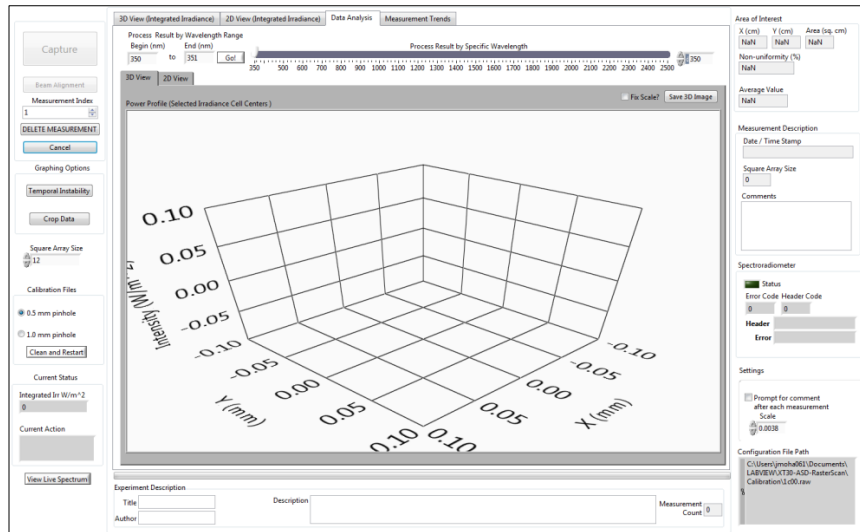 Capture
Beam Alignment
Measurement Index
1
DELETE MEASUREMENT
Cancel
Graphing Options
Temporal Instability
Crop Data
Square Array Size
12
Calibration Files
0.5 mm pinhole
1.0 mm pinhole
Clean and Restart
Current Status
Integrated Irr W/m^2
0
Current Action
View Live Spectrum
3D View (Integrated Irradiance)
2D View (Integrated Irradiance)
Data Analysis
Measurement Trends
Process Result by Wavelength Range
Begin (nm)
End (nm)
350
to
351
Go!
Process Result by Specific Wavelength
350 500 600 700 800 900 1000 1100 1200 1300 1400 1500 1600 1700 1800 1900 2000 2100 2200 2300 2400 2500
350
3D View
2D View
Power Profile (Selected Irradiance Cell Centers )
Fix Scale?
Save 3D Image
0.10
0.05
0.00
-0.05
-0.10
Intensity (W/m^2,
-0.05
0.00
0.05
0.10
Y (mm)
-0.10
-0.05
0.00
0.05
0.10
X (mm)
Experiment Description
Title
Author
Description
Measurement
Count 0
Area of Interest
X (cm) Y (cm) Area (sq. cm)
NaN NaN NaN
Non-uniformity (%)
NaN
Average Value
NaN
Measurement Description
Date / Time Stamp
Square Array Size
0
Comments
Spectroradiometer
Status
Error Code Header Code
0 0
Header
Error
Settings
Prompt for comment
after each measurement
Scale
0.0038
Configuration File Path
C:\Users\jmoha061\Documents\
LABVIEW\XT30-ASD-RasterScan\
Calibration\1c00.raw